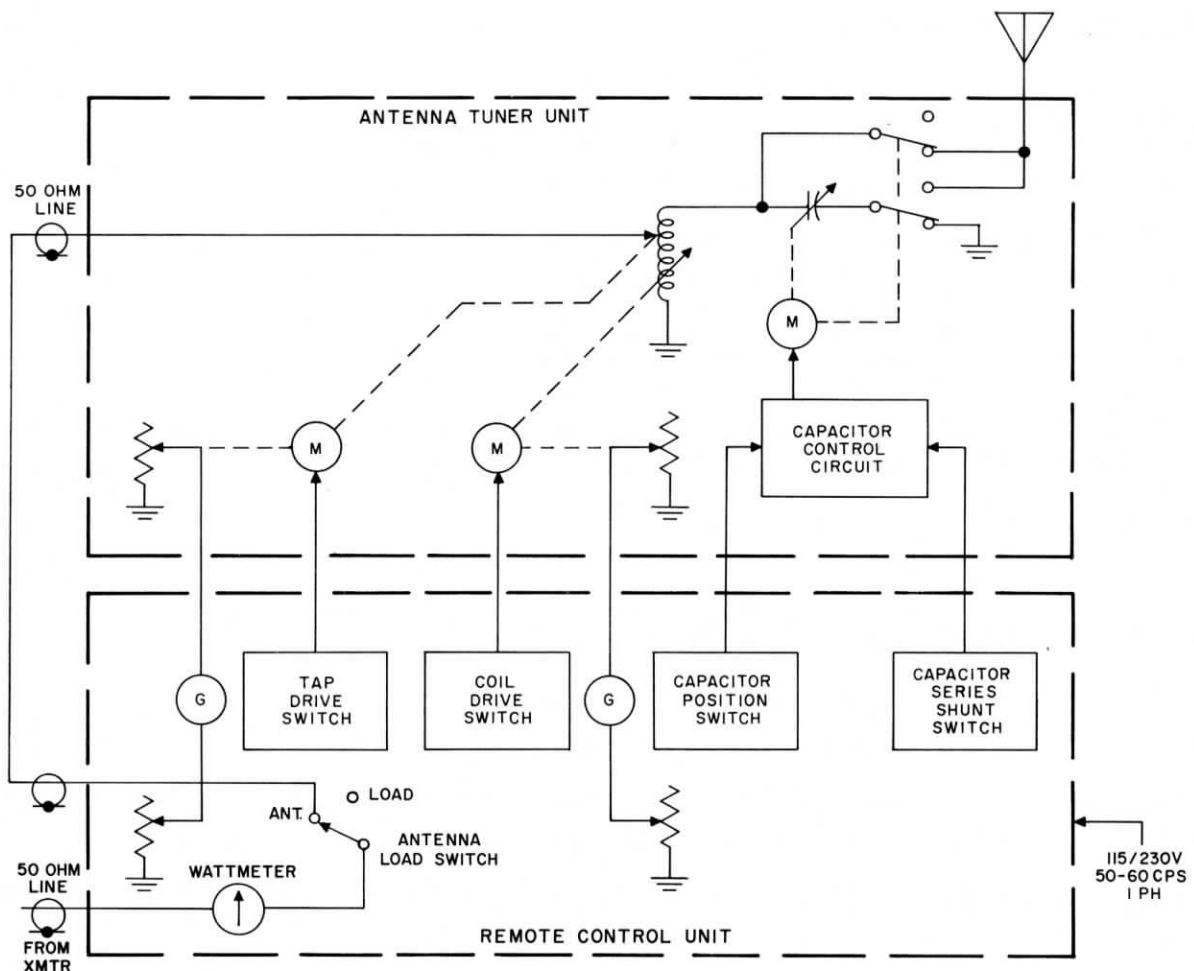 ANTENNA TUNER UNIT
50 OHM
LINE
M
M
M
CAPACITOR
CONTROL
CIRCUIT
G
TAP
DRIVE
SWITCH
COIL
DRIVE
SWITCH
G
CAPACITOR
POSITION
SWITCH
CAPACITOR
SERIES
SHUNT
SWITCH
LOAD
ANT.
ANTENNA
LOAD SWITCH
WATTMETER
50 OHM
LINE
FROM
XMTR
115/230V
50-60 CPS
1 PH
REMOTE CONTROL UNIT